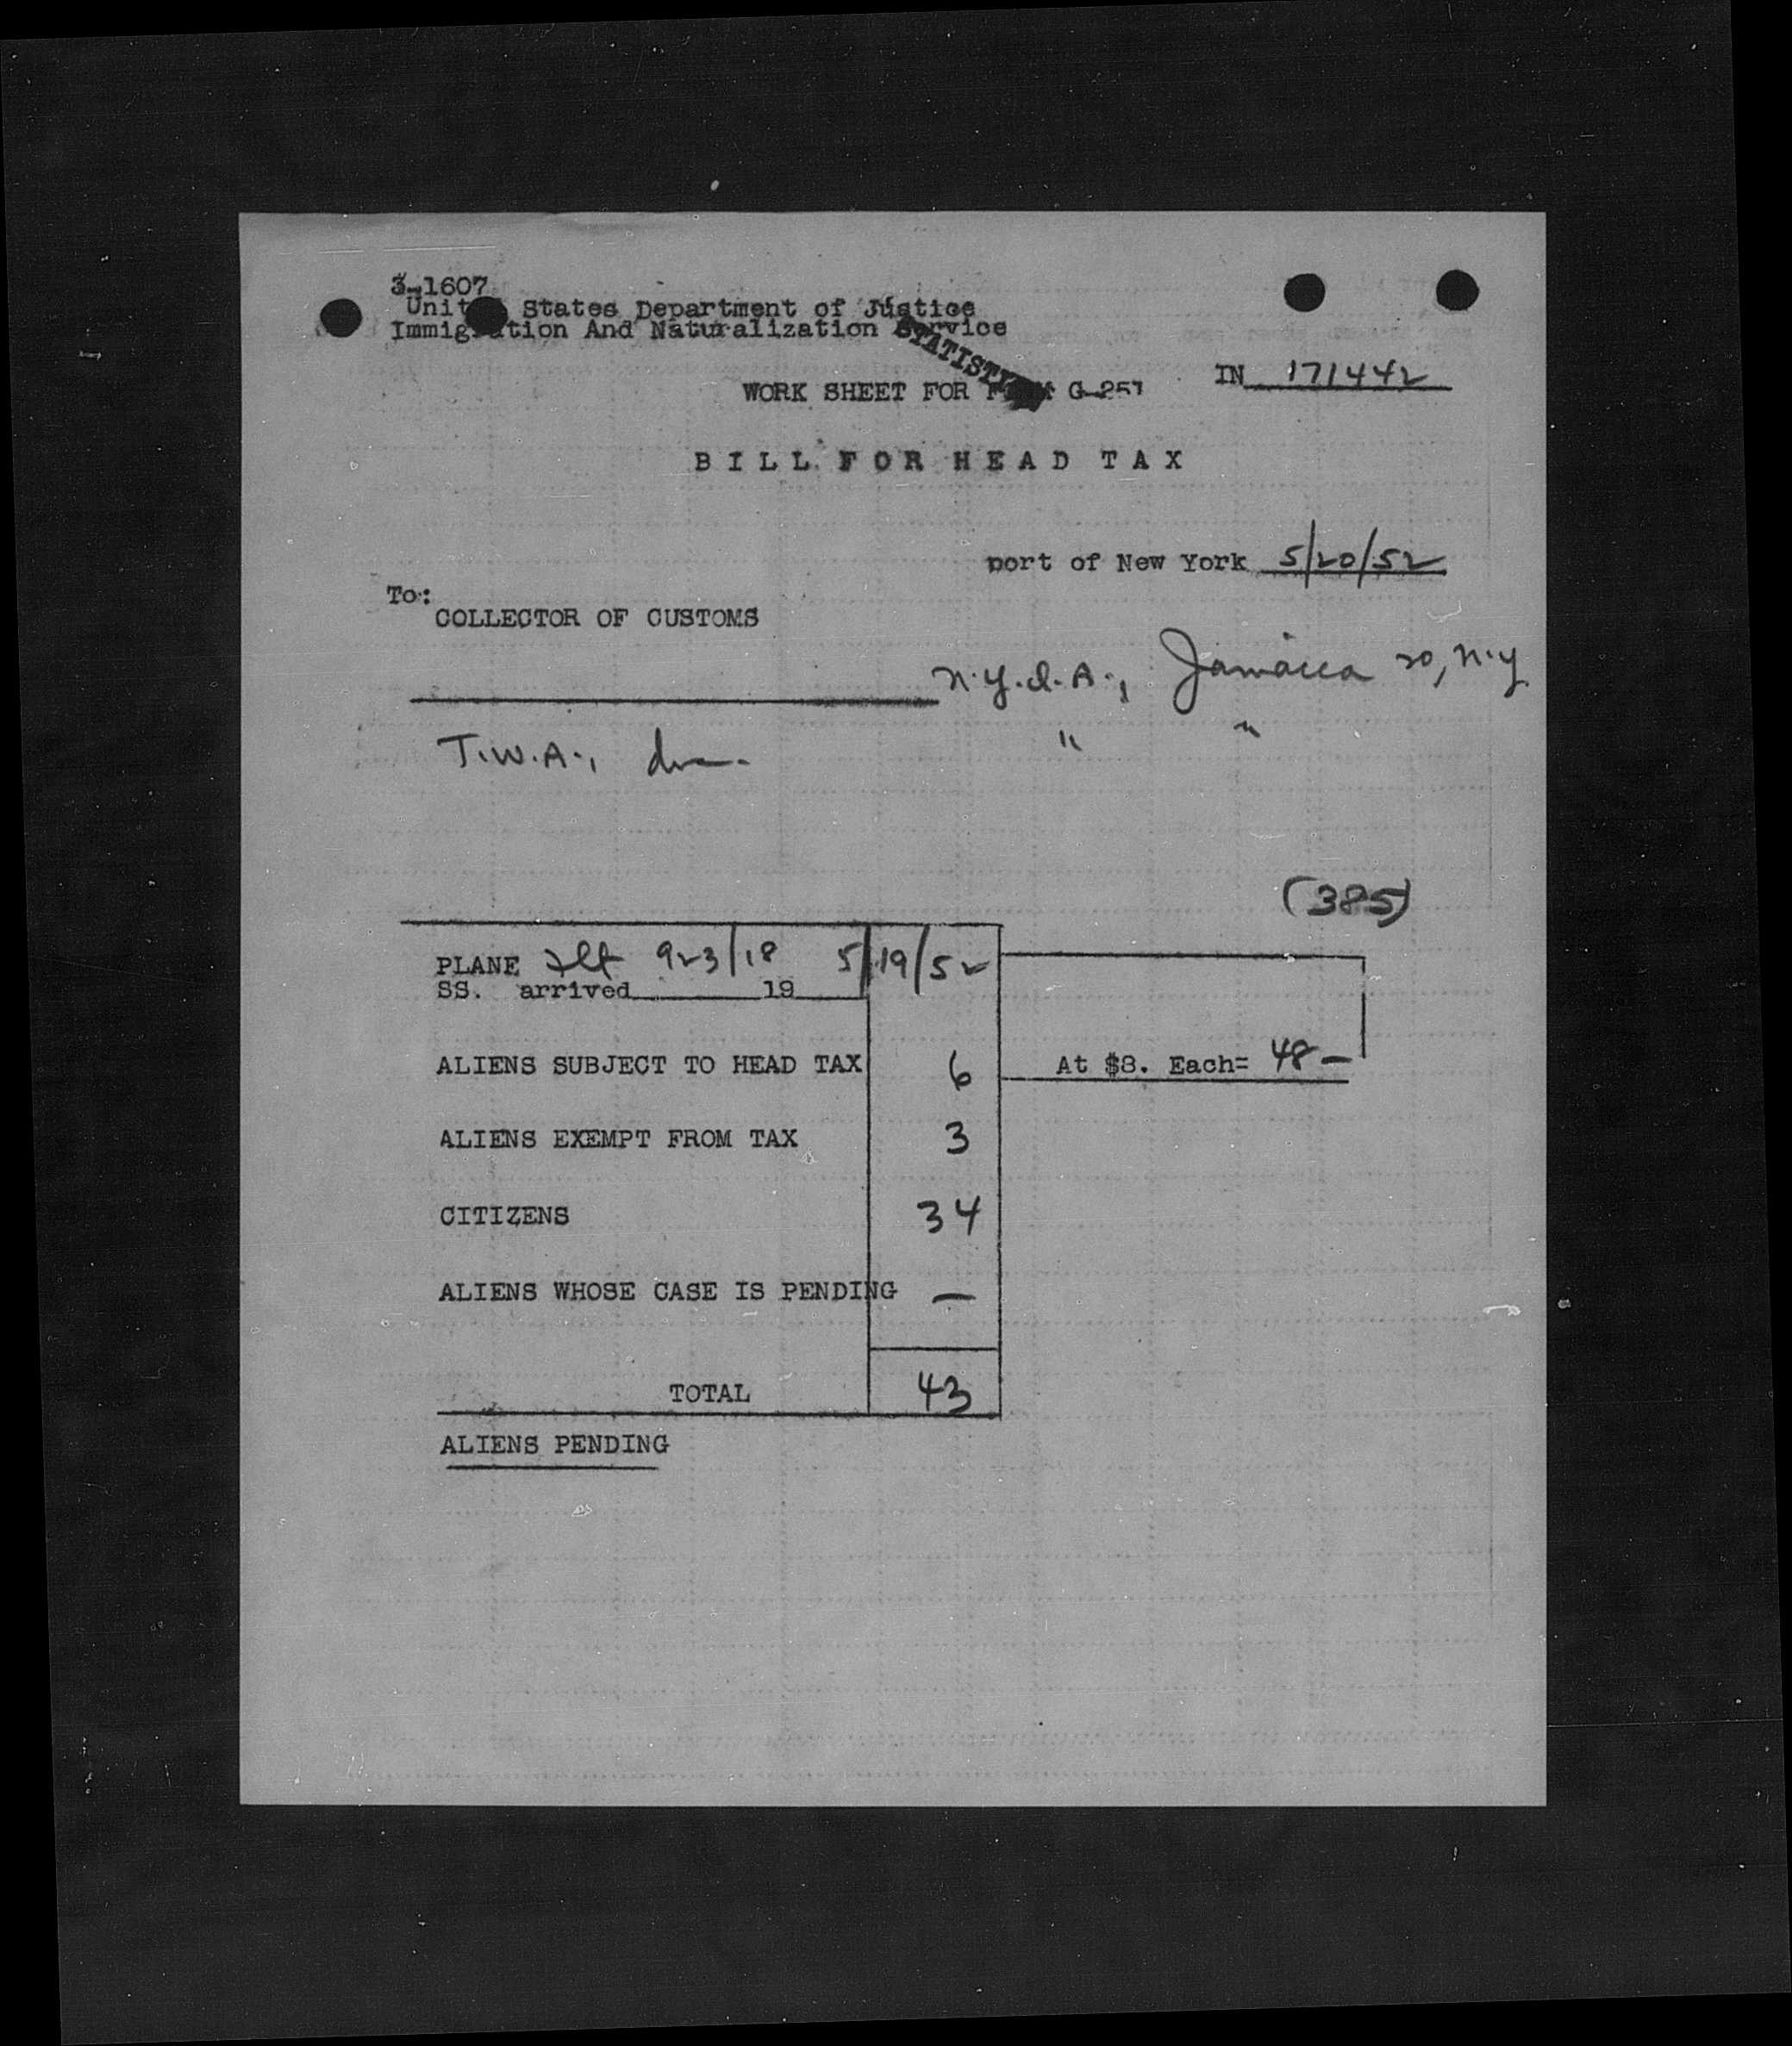 3-1607
United States Department of Justice
Immigration And Naturalization Service
STATISTI
WORK SHEET FOR FORM G-257
IN 171442
BILL FOR HEAD TAX
port of New York 5/20/52
To:
COLLECTOR OF CUSTOMS
N.Y.I.A., Jamaica 30, N.Y.
T.W.A., Inc. " "
(385)
PLANE flt 923/18 5/19/52
SS. arrived 19
ALIENS SUBJECT TO HEAD TAX 6 At $8. Each= 48—
ALIENS EXEMPT FROM TAX 3
CITIZENS 34
ALIENS WHOSE CASE IS PENDING —
TOTAL 43
ALIENS PENDING